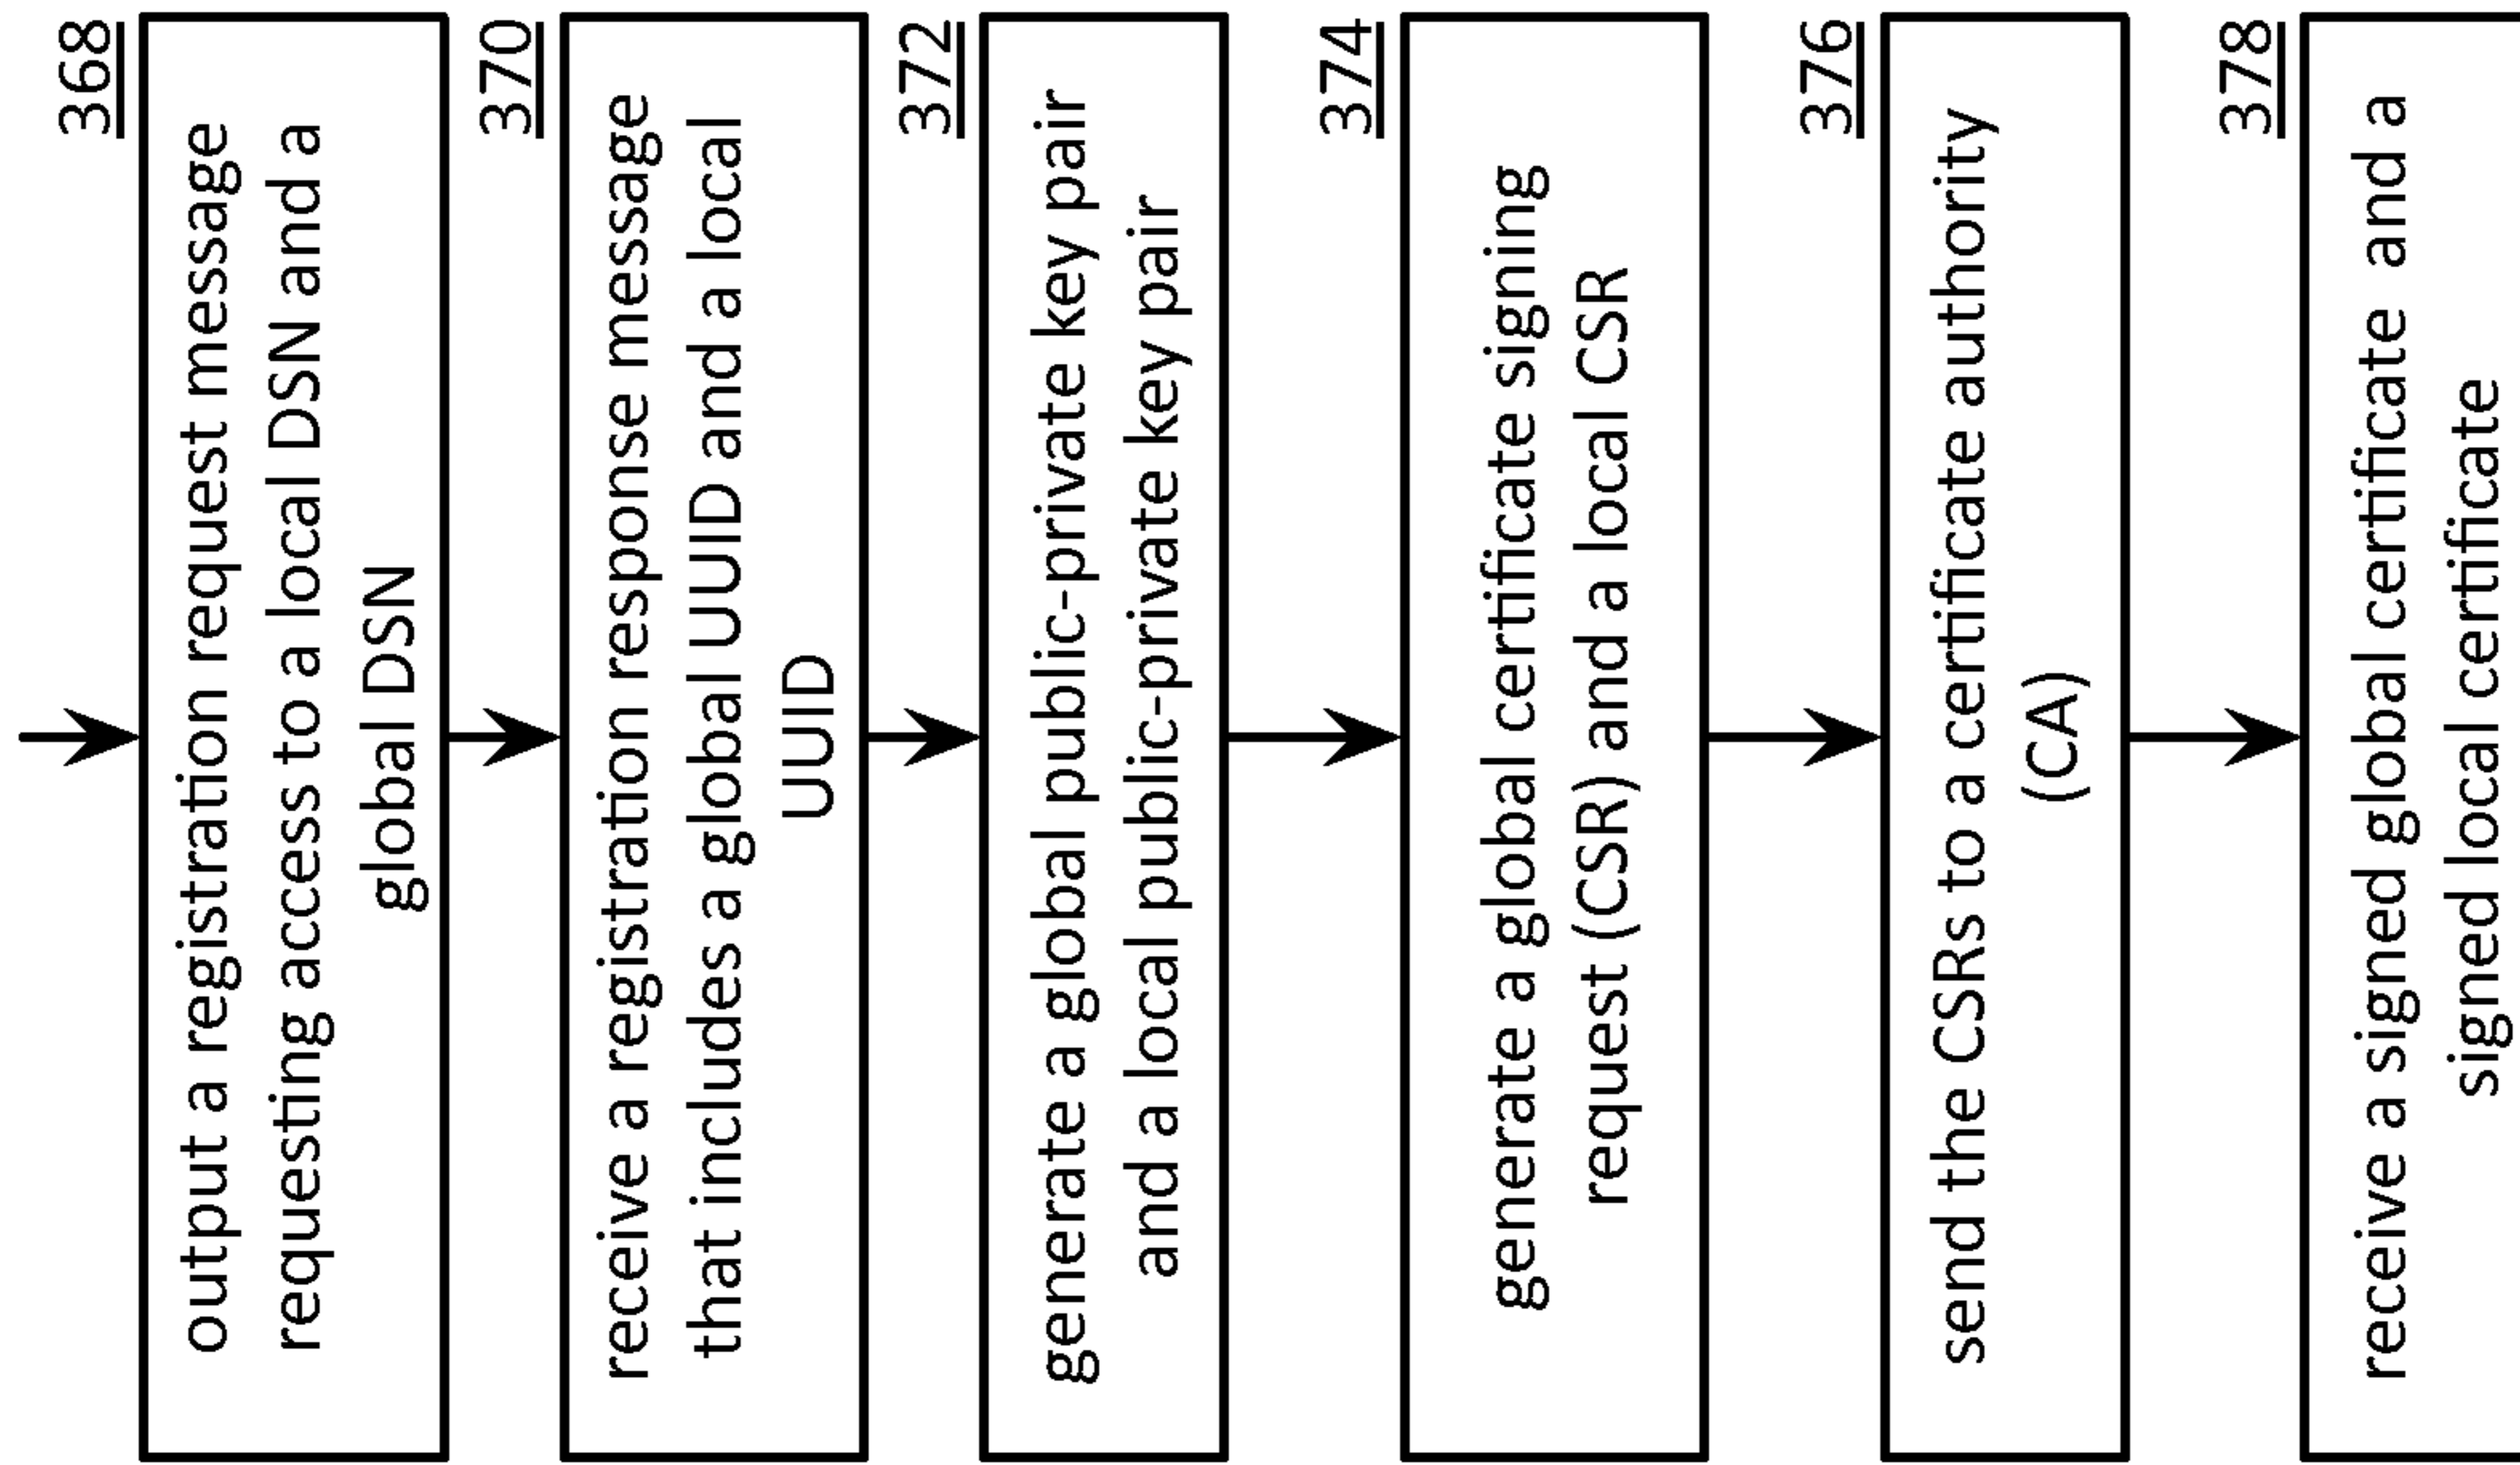 368
output a registration request message
requesting access to a local DSN and a
global DSN
370
receive a registration response message
that includes a global UUID and a local
UUID
372
generate a global public-private key pair
and a local public-private key pair
374
generate a global certificate signing
request (CSR) and a local CSR
376
send the CSRs to a certificate authority
(CA)
378
receive a signed global certificate and a
signed local certificate